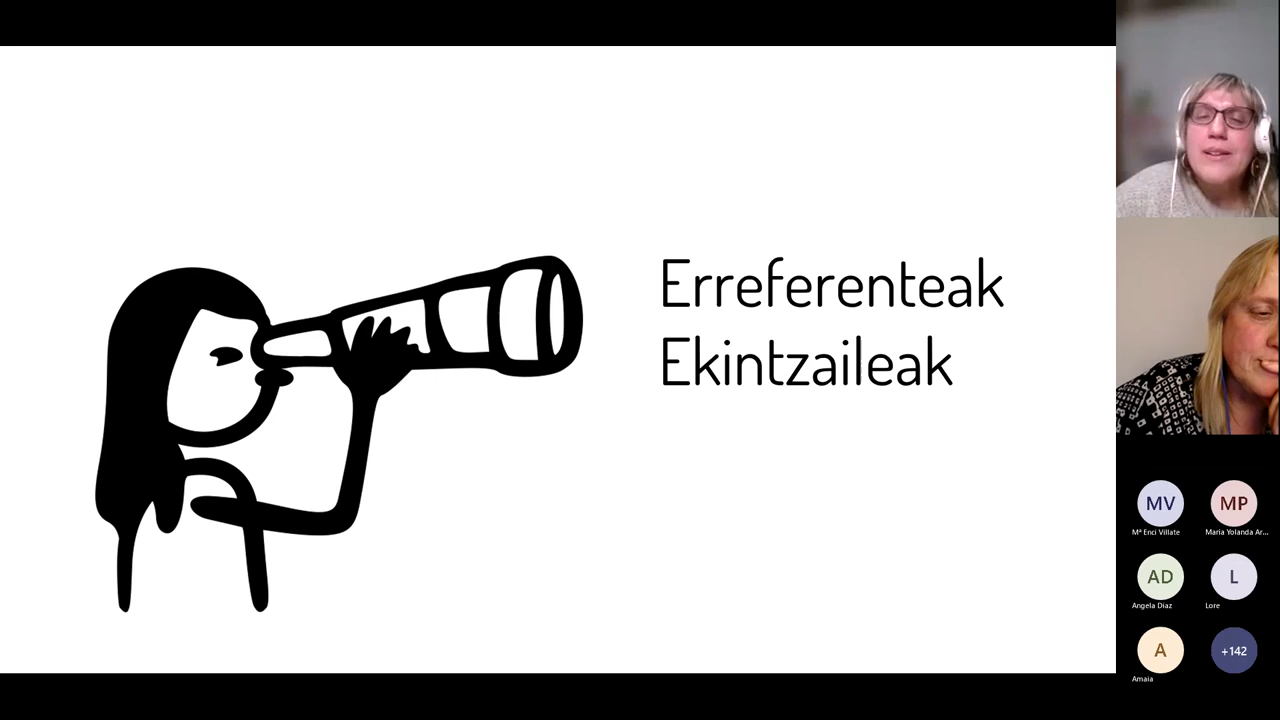 Erreferenteak
Ekintzaileak
MV
MP
Mª Enci Villate
Maria Yolanda Ar...
AD
L
Angela Diaz
Lore
A
+142
Amaia